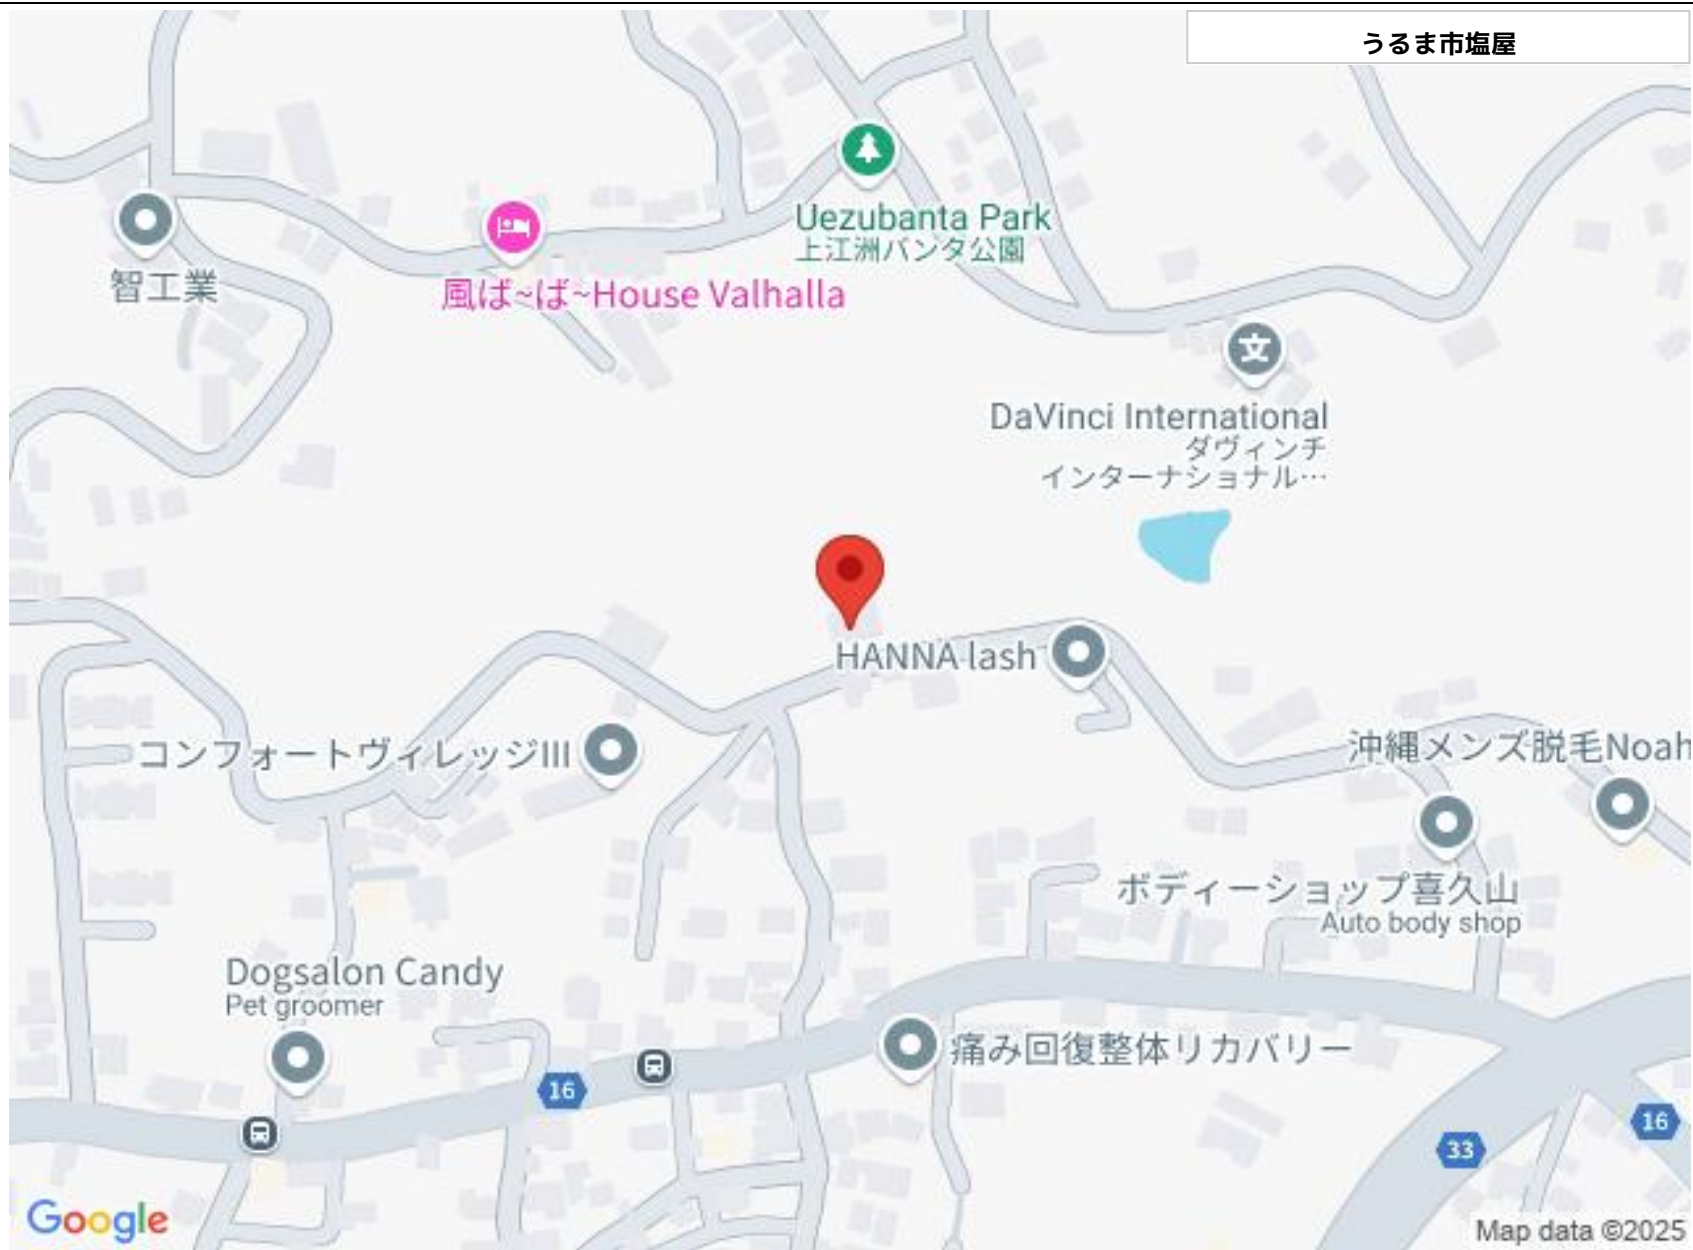 うるま市塩屋
Uezubanta Park
上江洲バンタ公園
智工業
風ば~ば~House Valhalla
DaVinci International
ダヴィンチ
インターナショナル…
HANNA lash
コンフォートヴィレッジIII
沖縄メンズ脱毛Noah
ボディーショップ喜久山
Auto body shop
Dogsalon Candy
Pet groomer
痛み回復整体リカバリー
16
16
33
Google
Map data ©2025